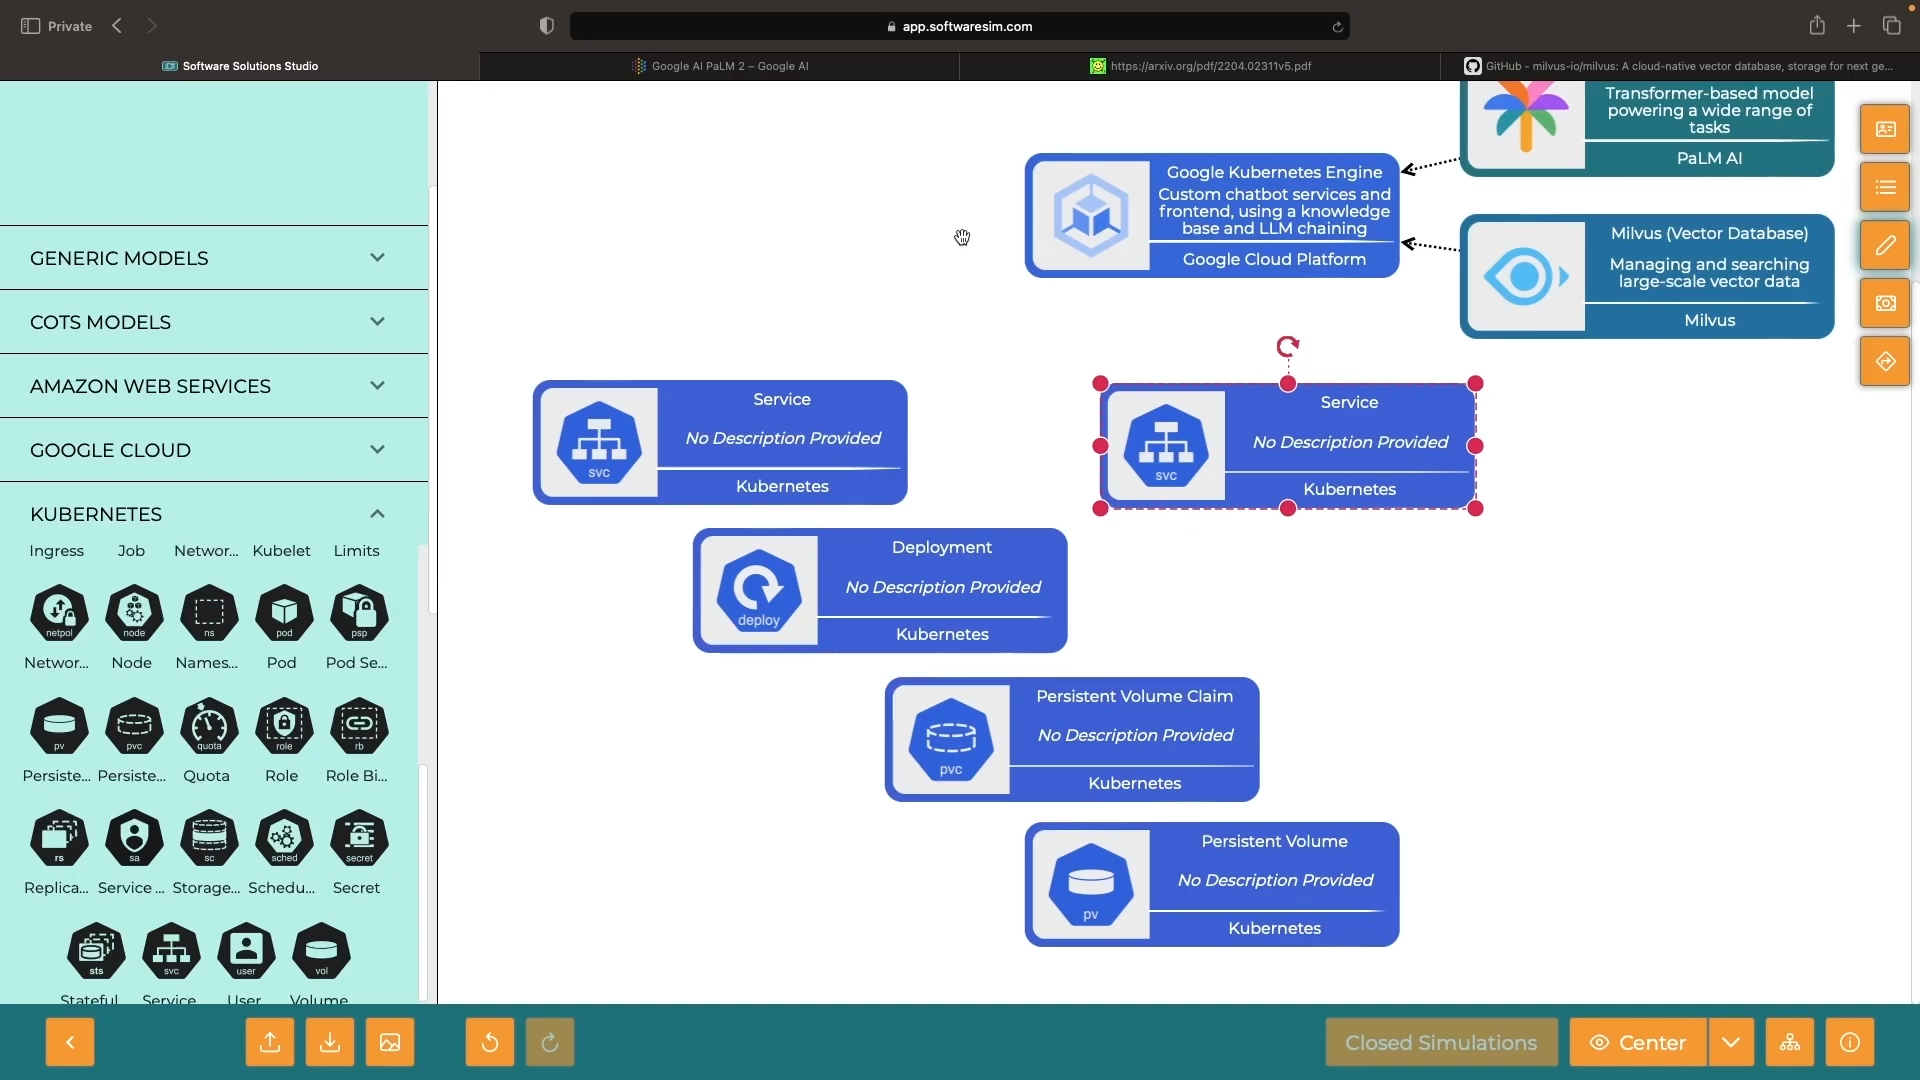 Private
app.softwaresim.com
Software Solutions Studio
Google AI PaLM 2 – Google AI
https://arxiv.org/pdf/2204.02311v5.pdf
GitHub - milvus-io/milvus: A cloud-native vector database, storage for next ge...
GENERIC MODELS
COTS MODELS
AMAZON WEB SERVICES
GOOGLE CLOUD
KUBERNETES
Ingress
Job
Networ...
Kubelet
Limits
netpol
node
ns
pod
psp
Networ...
Node
Names...
Pod
Pod Se...
pv
pvc
quota
role
rb
Persiste...
Persiste...
Quota
Role
Role Bi...
rs
sa
sc
sched
secret
Replica...
Service ...
Storage...
Schedu...
Secret
sts
svc
user
vol
Stateful
Service
User
Volume
Transformer-based model
powering a wide range of
tasks
PaLM AI
Google Kubernetes Engine
Custom chatbot services and
frontend, using a knowledge
base and LLM chaining
Google Cloud Platform
Milvus (Vector Database)
Managing and searching
large-scale vector data
Milvus
svc
Service
No Description Provided
Kubernetes
svc
Service
No Description Provided
Kubernetes
deploy
Deployment
No Description Provided
Kubernetes
pvc
Persistent Volume Claim
No Description Provided
Kubernetes
pv
Persistent Volume
No Description Provided
Kubernetes
Closed Simulations
Center